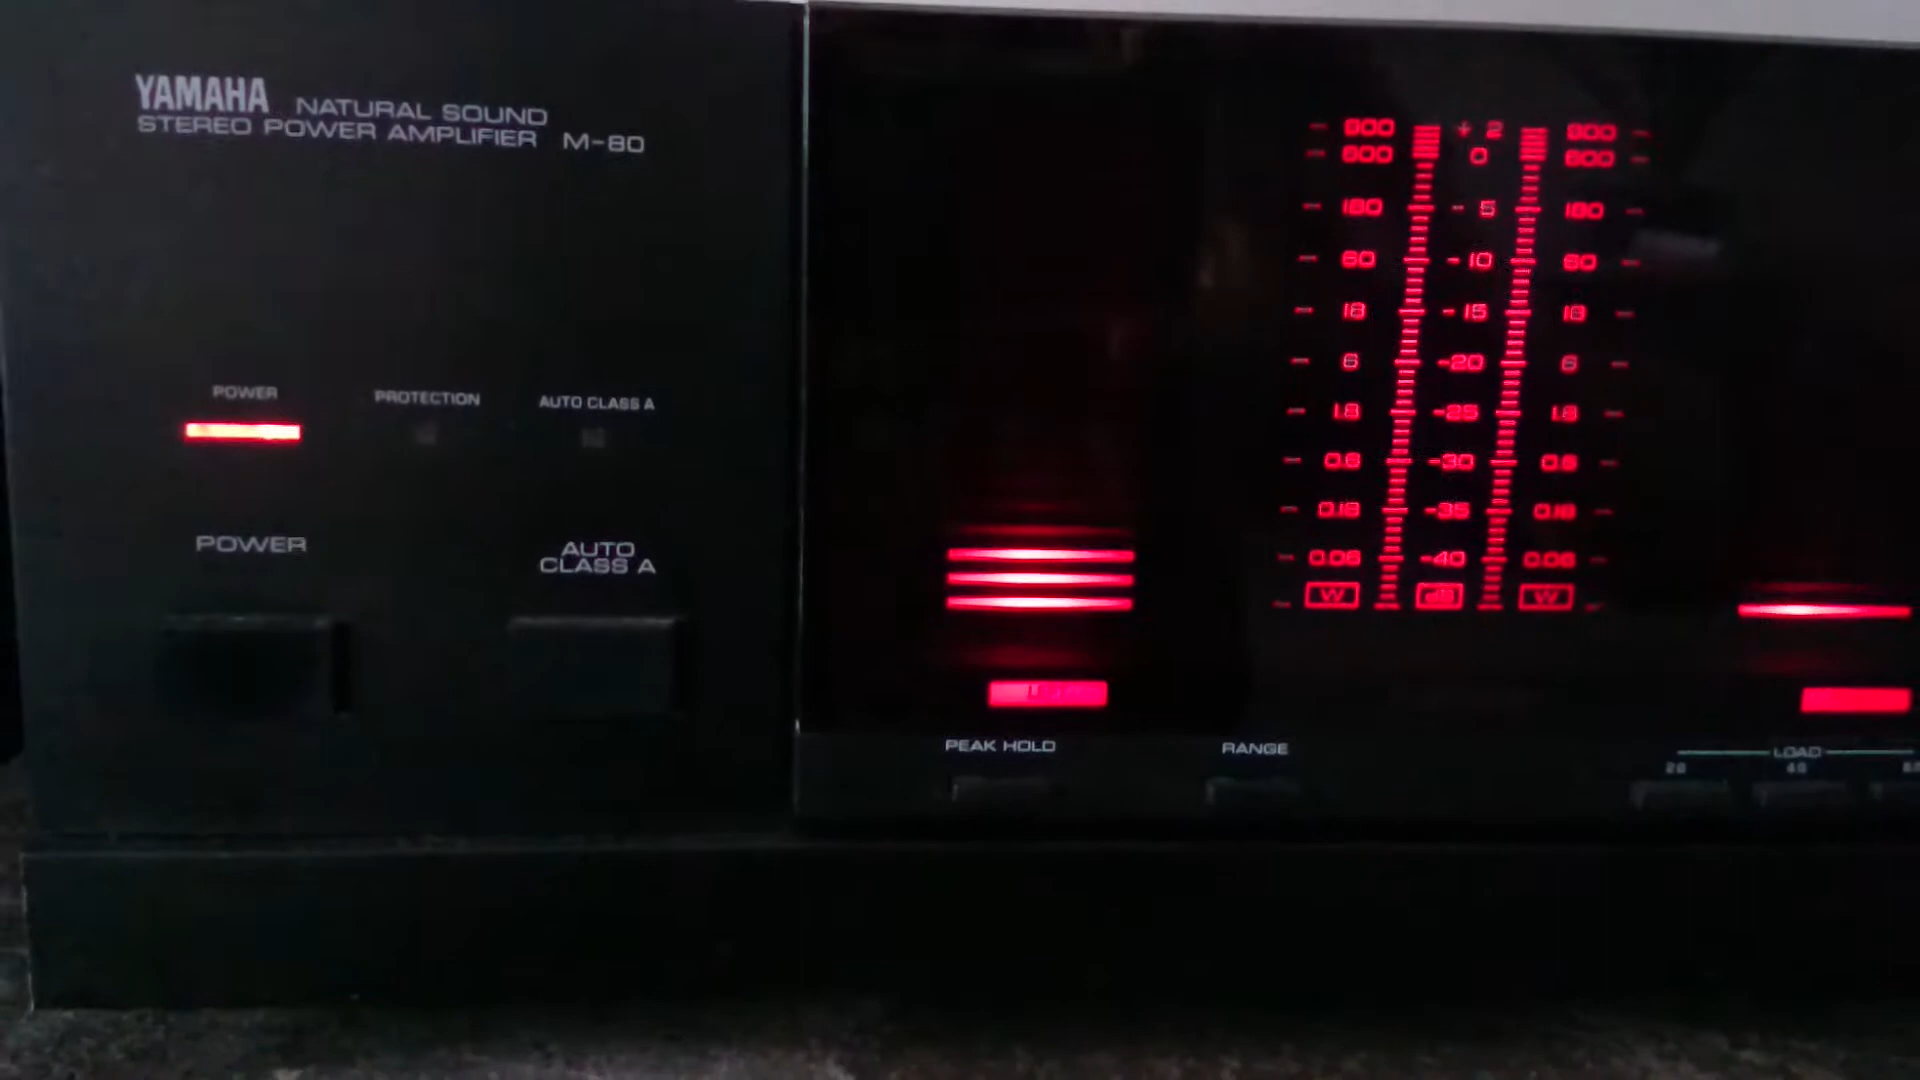 YAMAHA NATURAL SOUND
STEREO POWER AMPLIFIER M-80
POWER PROTECTION AUTO CLASS A
POWER
AUTO
CLASS A
800 + 2 800
600 0 600
180 - 5 180
60 -10 60
18 -15 18
6 -20 6
1.8 -25 1.8
0.6 -30 0.6
0.18 -35 0.18
0.06 -40 0.06
W dB W
PEAK HOLD RANGE
LOAD